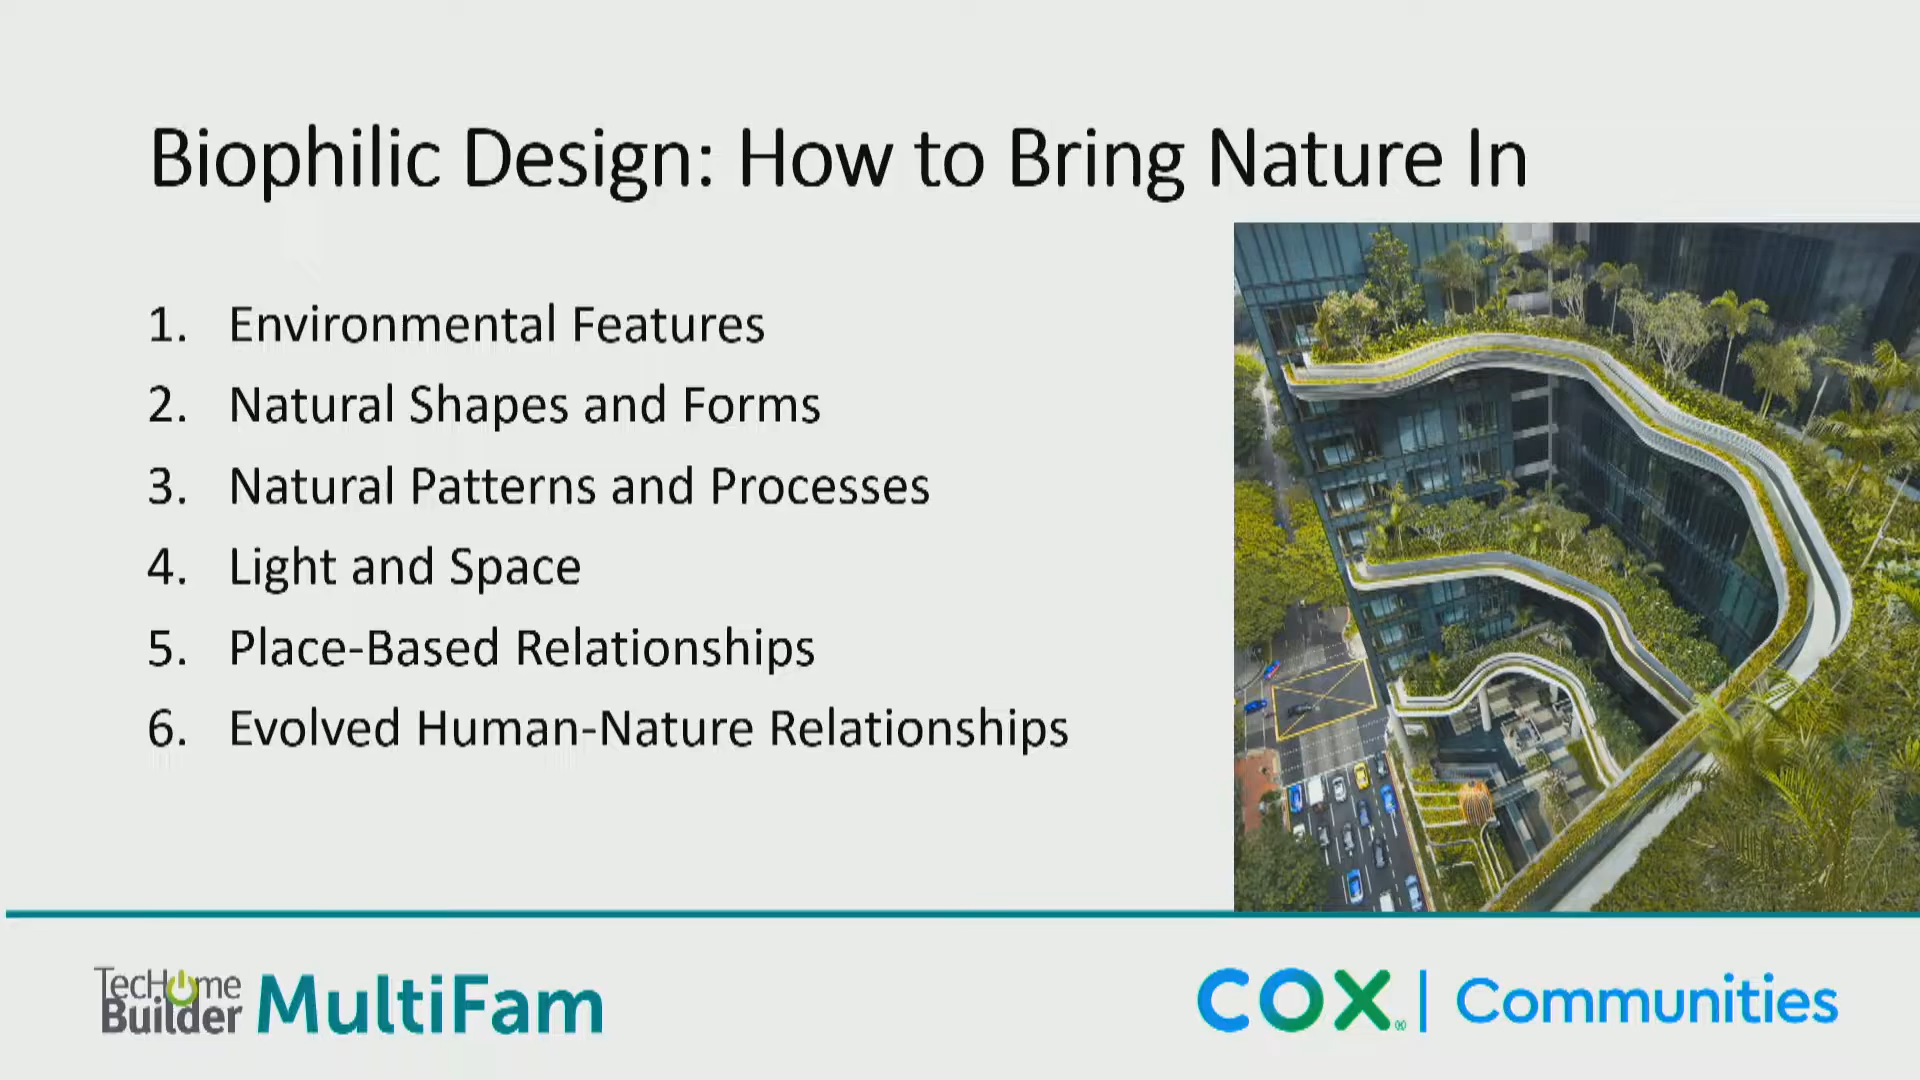 Biophilic Design: How to Bring Nature In
1. Environmental Features
2. Natural Shapes and Forms
3. Natural Patterns and Processes
4. Light and Space
5. Place-Based Relationships
6. Evolved Human-Nature Relationships
TecHome
Builder MultiFam
COX® | Communities